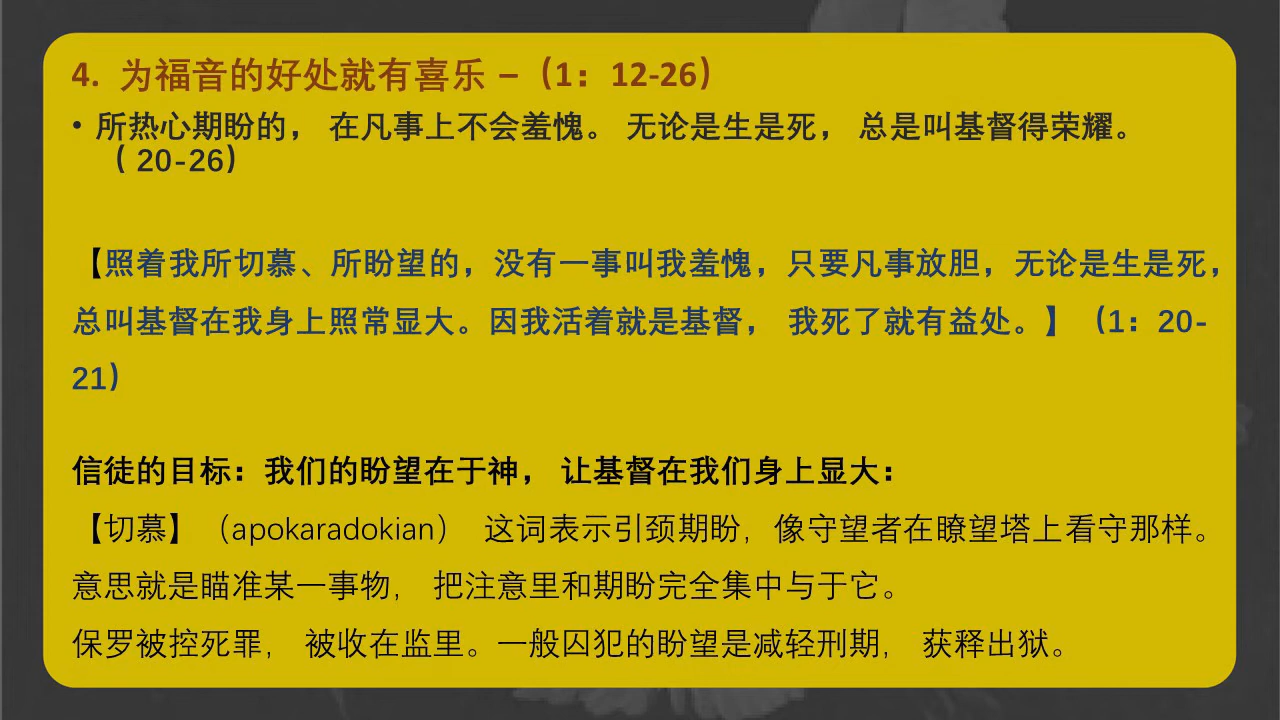 4. 为福音的好处就有喜乐 –（1：12-26）
• 所热心期盼的， 在凡事上不会羞愧。 无论是生是死， 总是叫基督得荣耀。
（ 20-26）
【照着我所切慕、所盼望的，没有一事叫我羞愧，只要凡事放胆，无论是生是死，
总叫基督在我身上照常显大。因我活着就是基督， 我死了就有益处。】（1：20-
21）
信徒的目标：我们的盼望在于神， 让基督在我们身上显大：
【切慕】（apokaradokian） 这词表示引颈期盼，像守望者在瞭望塔上看守那样。
意思就是瞄准某一事物， 把注意里和期盼完全集中与于它。
保罗被控死罪， 被收在监里。一般囚犯的盼望是减轻刑期， 获释出狱。